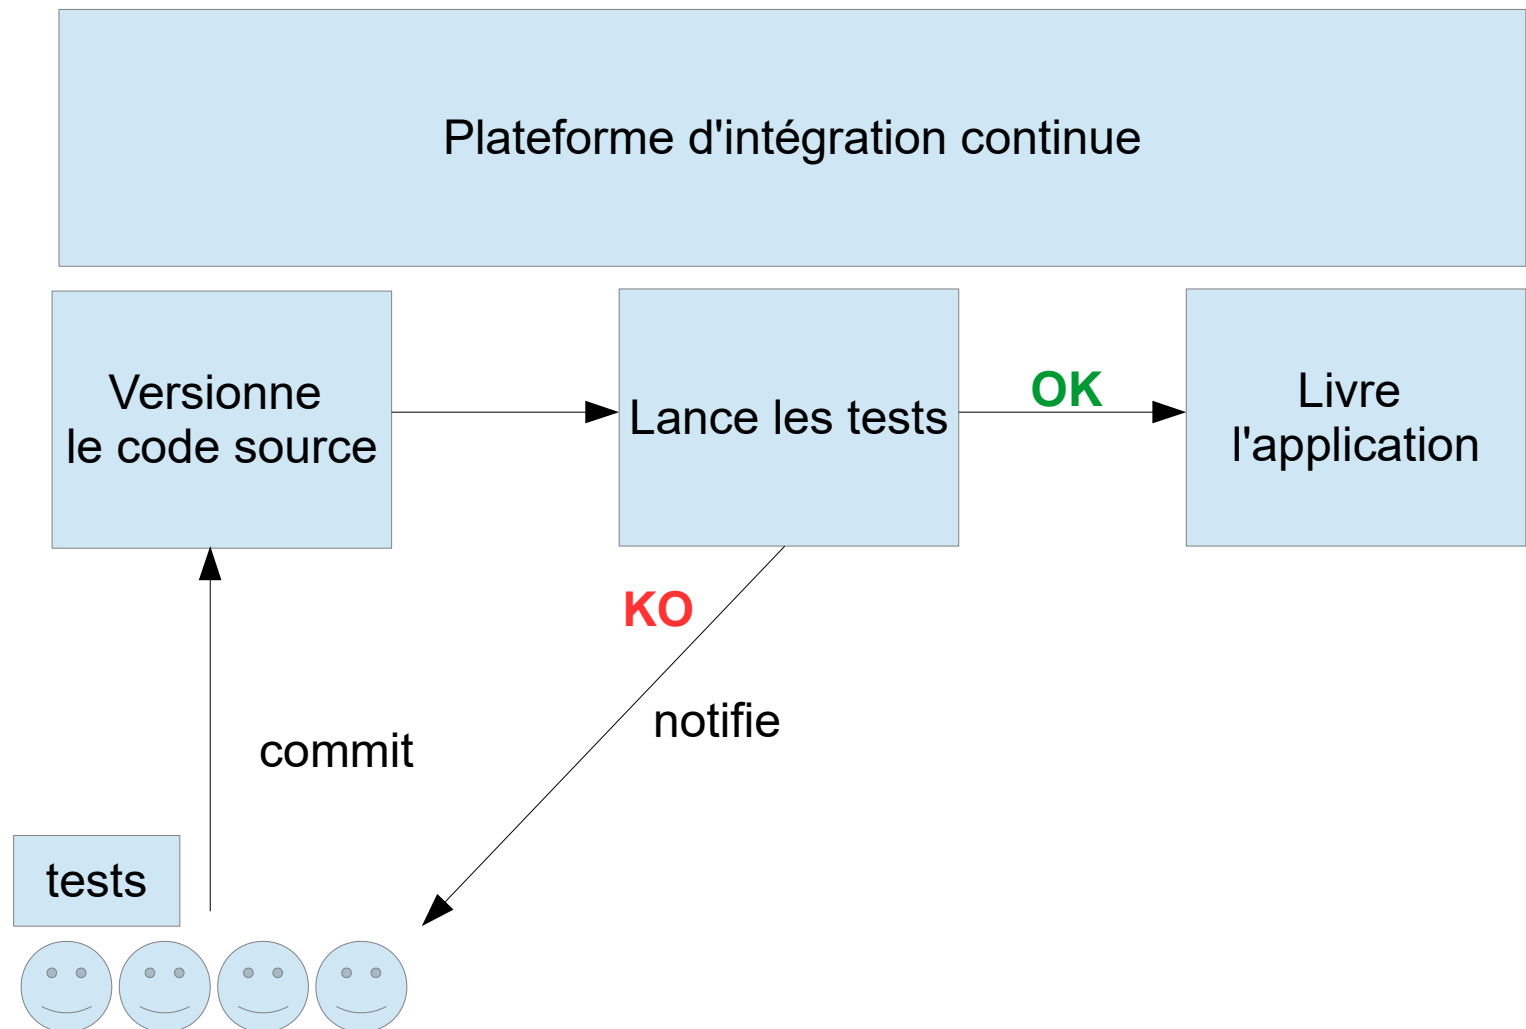 Plateforme d'intégration continue
Versionne
le code source
Lance les tests
OK
Livre
l'application
KO
notifie
commit
tests